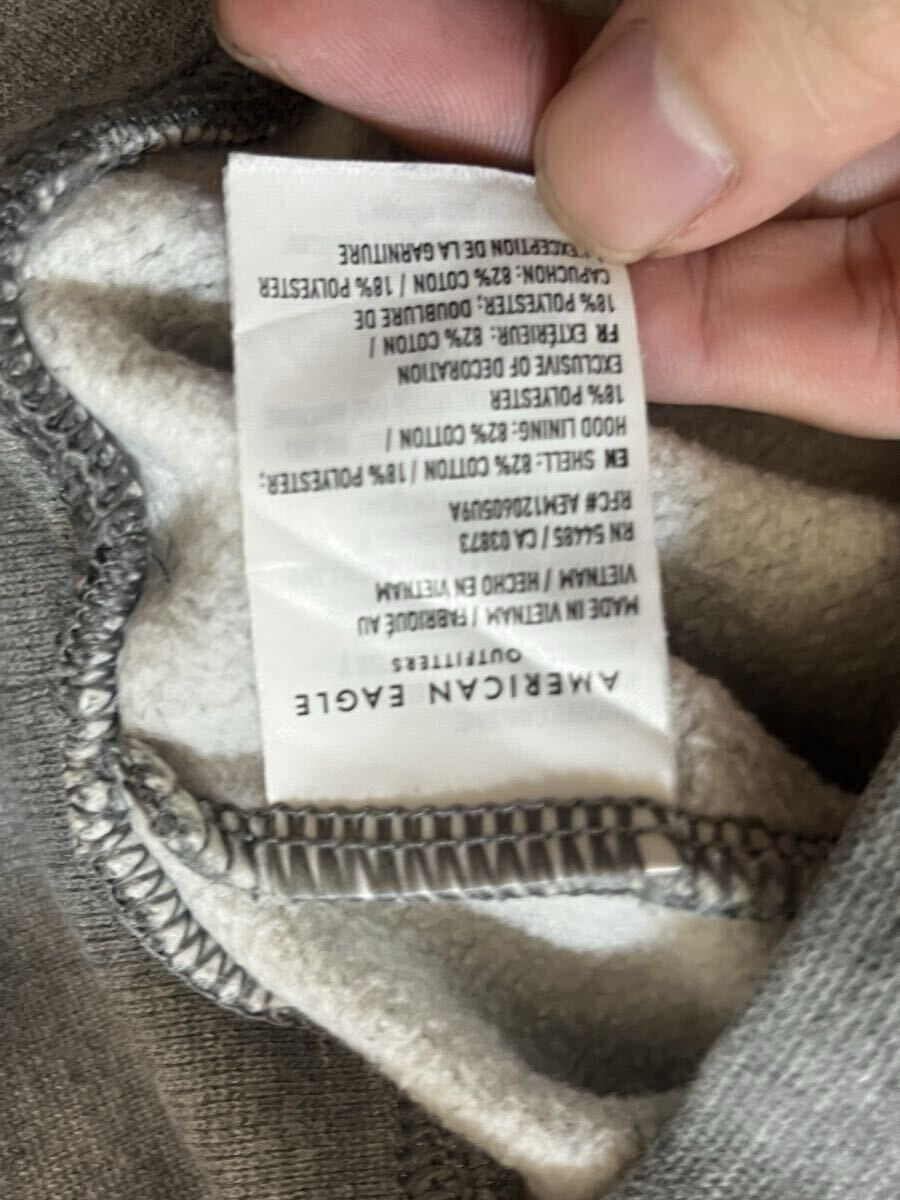 AMERICAN EAGLE
OUTFITTERS
MADE IN VIETNAM / FABRIQUÉ AU
VIETNAM / HECHO EN VIETNAM
RN 54485 / CA 03873
RFC# AEM120605U9A
EN SHELL: 82% COTTON / 18% POLYESTER;
HOOD LINING: 82% COTTON /
18% POLYESTER
EXCLUSIVE OF DECORATION
FR EXTÉRIEUR: 82% COTON /
18% POLYESTER; DOUBLURE DE
CAPUCHON: 82% COTON / 18% POLYESTER
À L'EXCEPTION DE LA GARNITURE